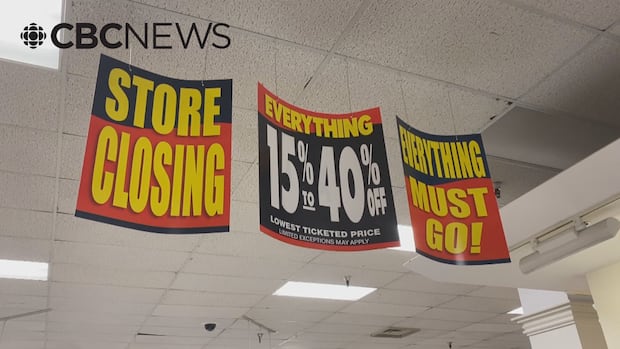 CBCNEWS
STORE
CLOSING
EVERYTHING
15% TO 40% OFF
LOWEST TICKETED PRICE
LIMITED EXCEPTIONS MAY APPLY
EVERYTHING
MUST
GO!